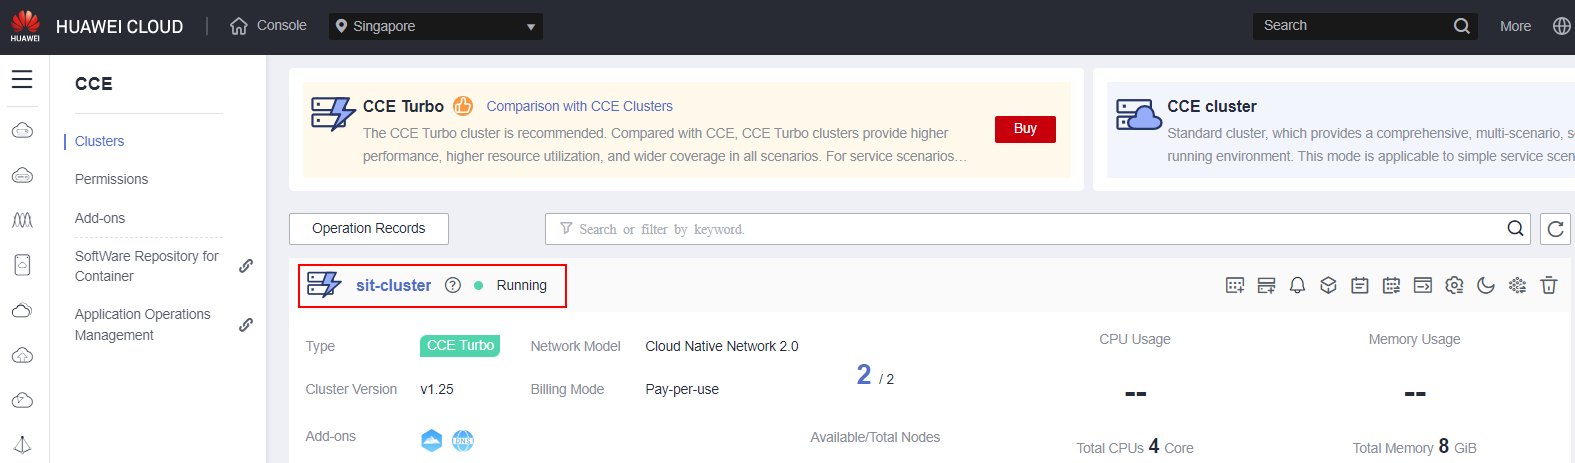 HUAWEI
HUAWEI CLOUD
Console
Singapore
Search
More
CCE
Clusters
Permissions
Add-ons
SoftWare Repository for
Container
Application Operations
Management
CCE Turbo
Comparison with CCE Clusters
The CCE Turbo cluster is recommended. Compared with CCE, CCE Turbo clusters provide higher
performance, higher resource utilization, and wider coverage in all scenarios. For service scenarios…
Buy
CCE cluster
Standard cluster, which provides a comprehensive, multi-scenario, s
running environment. This mode is applicable to simple service scen
Operation Records
Search or filter by keyword.
sit-cluster ? Running
Type CCE Turbo Network Model Cloud Native Network 2.0
Cluster Version v1.25 Billing Mode Pay-per-use
Add-ons DNS
2 / 2
Available/Total Nodes
CPU Usage
--
Total CPUs 4 Core
Memory Usage
--
Total Memory 8 GiB